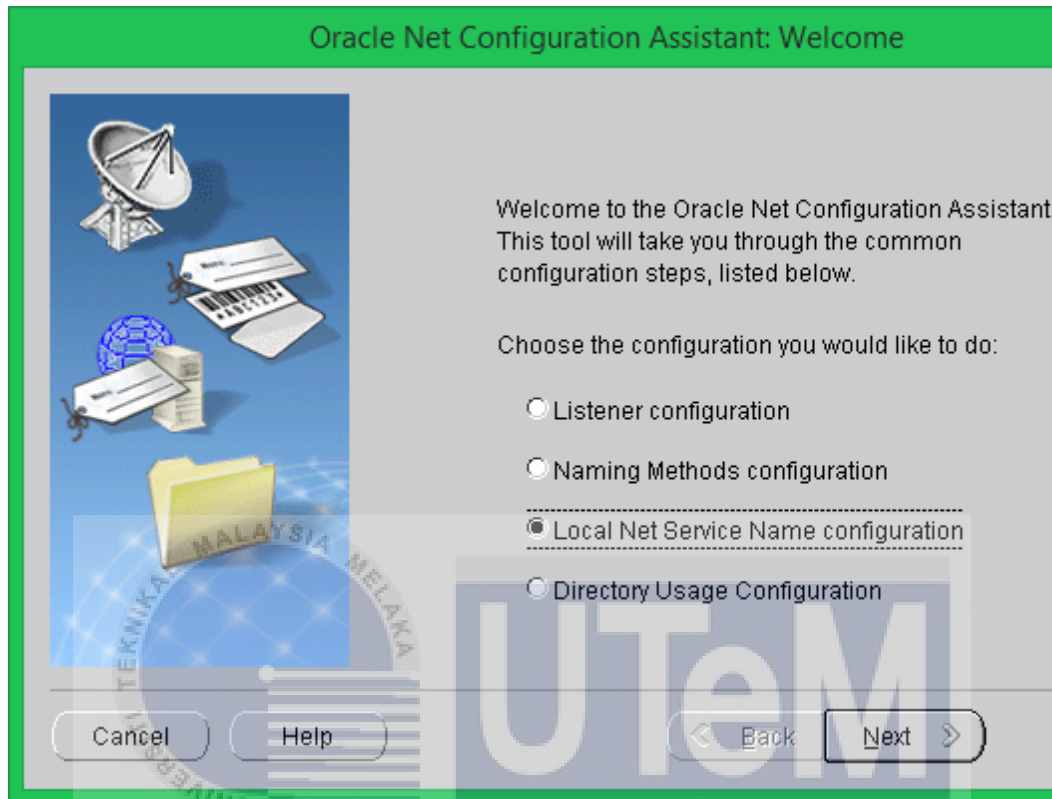 Oracle Net Configuration Assistant: Welcome
Welcome to the Oracle Net Configuration Assistant.
This tool will take you through the common
configuration steps, listed below.
Choose the configuration you would like to do:
Listener configuration
Naming Methods configuration
Local Net Service Name configuration
Directory Usage Configuration
Cancel
Help
Back
Next
TEKNIKAL MALAYSIA MELAKA
UTeM